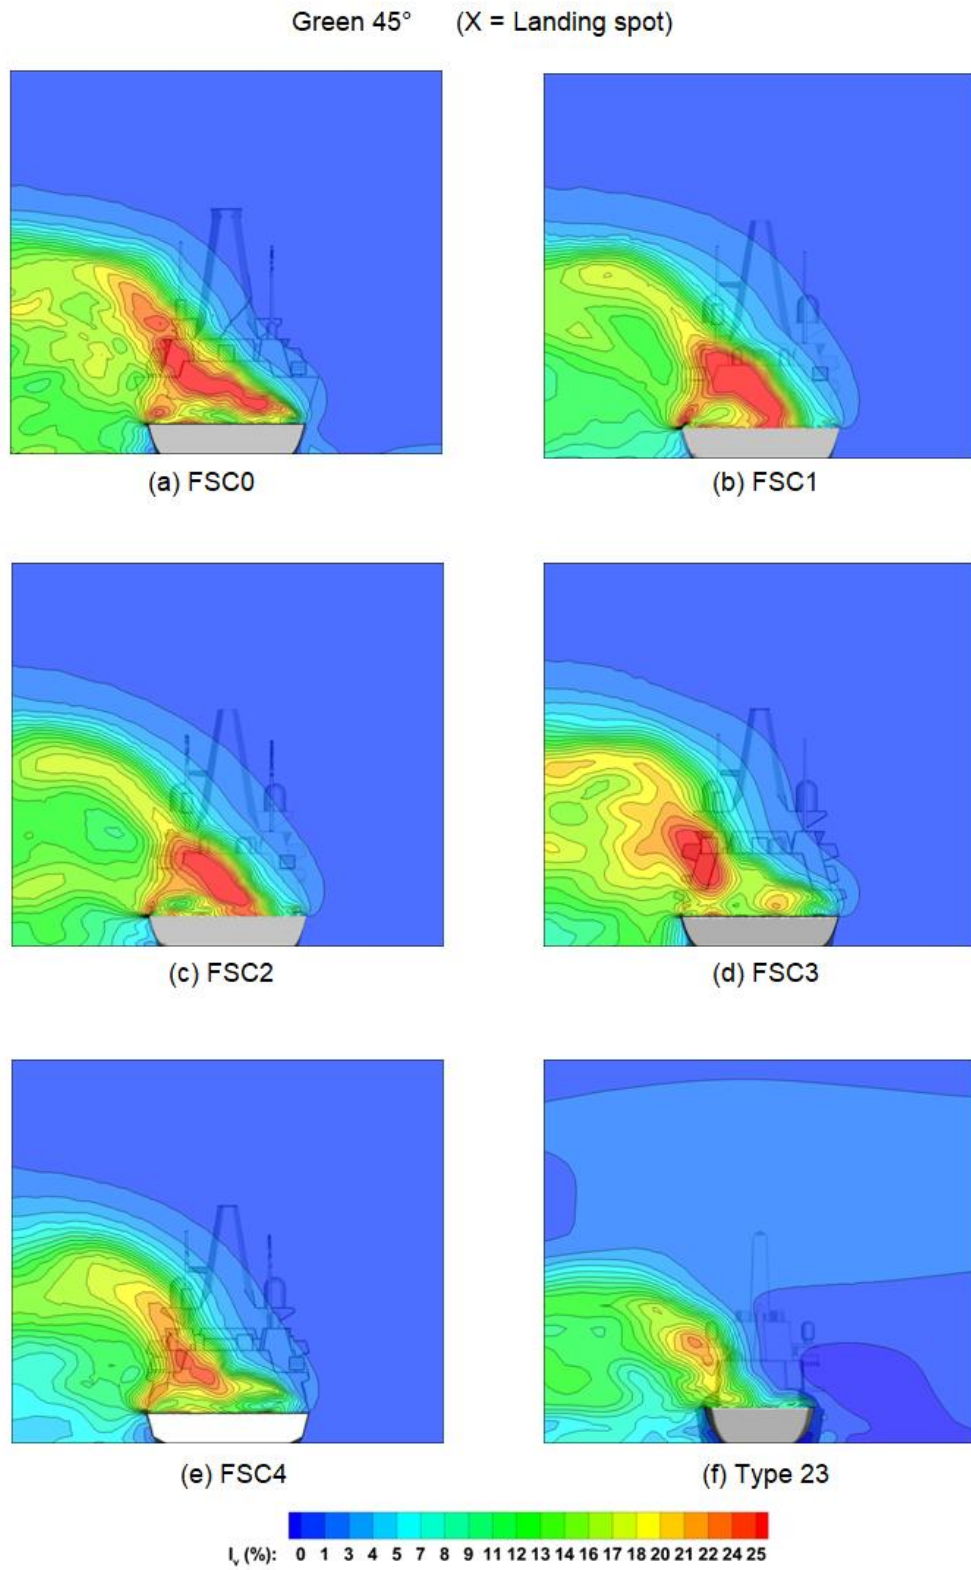 Green 45° (X = Landing spot)
(a) FSC0
(b) FSC1
(c) FSC2
(d) FSC3
(e) FSC4
(f) Type 23
Iv (%): 0 1 3 4 5 7 8 9 11 12 13 14 16 17 18 20 21 22 24 25